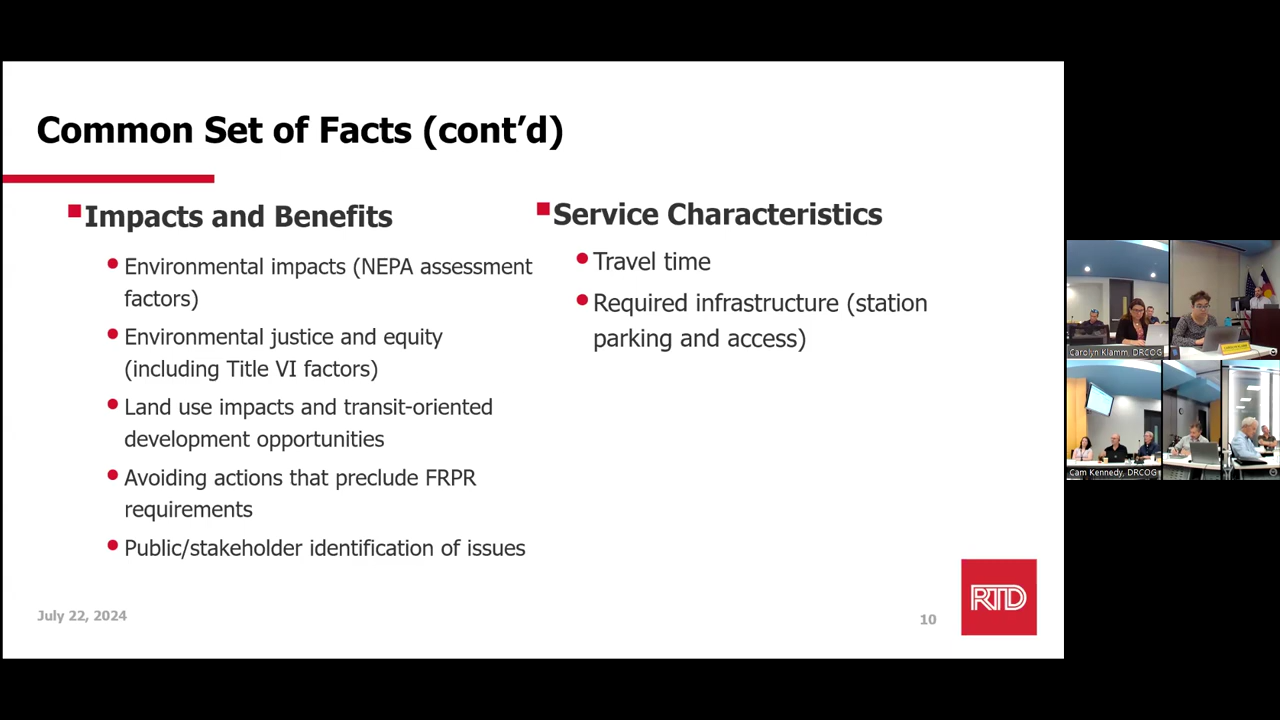 Common Set of Facts (cont’d)
Impacts and Benefits
Environmental impacts (NEPA assessment
factors)
Environmental justice and equity
(including Title VI factors)
Land use impacts and transit-oriented
development opportunities
Avoiding actions that preclude FRPR
requirements
Public/stakeholder identification of issues
Service Characteristics
Travel time
Required infrastructure (station
parking and access)
July 22, 2024
10
RTD
Carolyn Klamm, DRCOG
Cam Kennedy, DRCOG